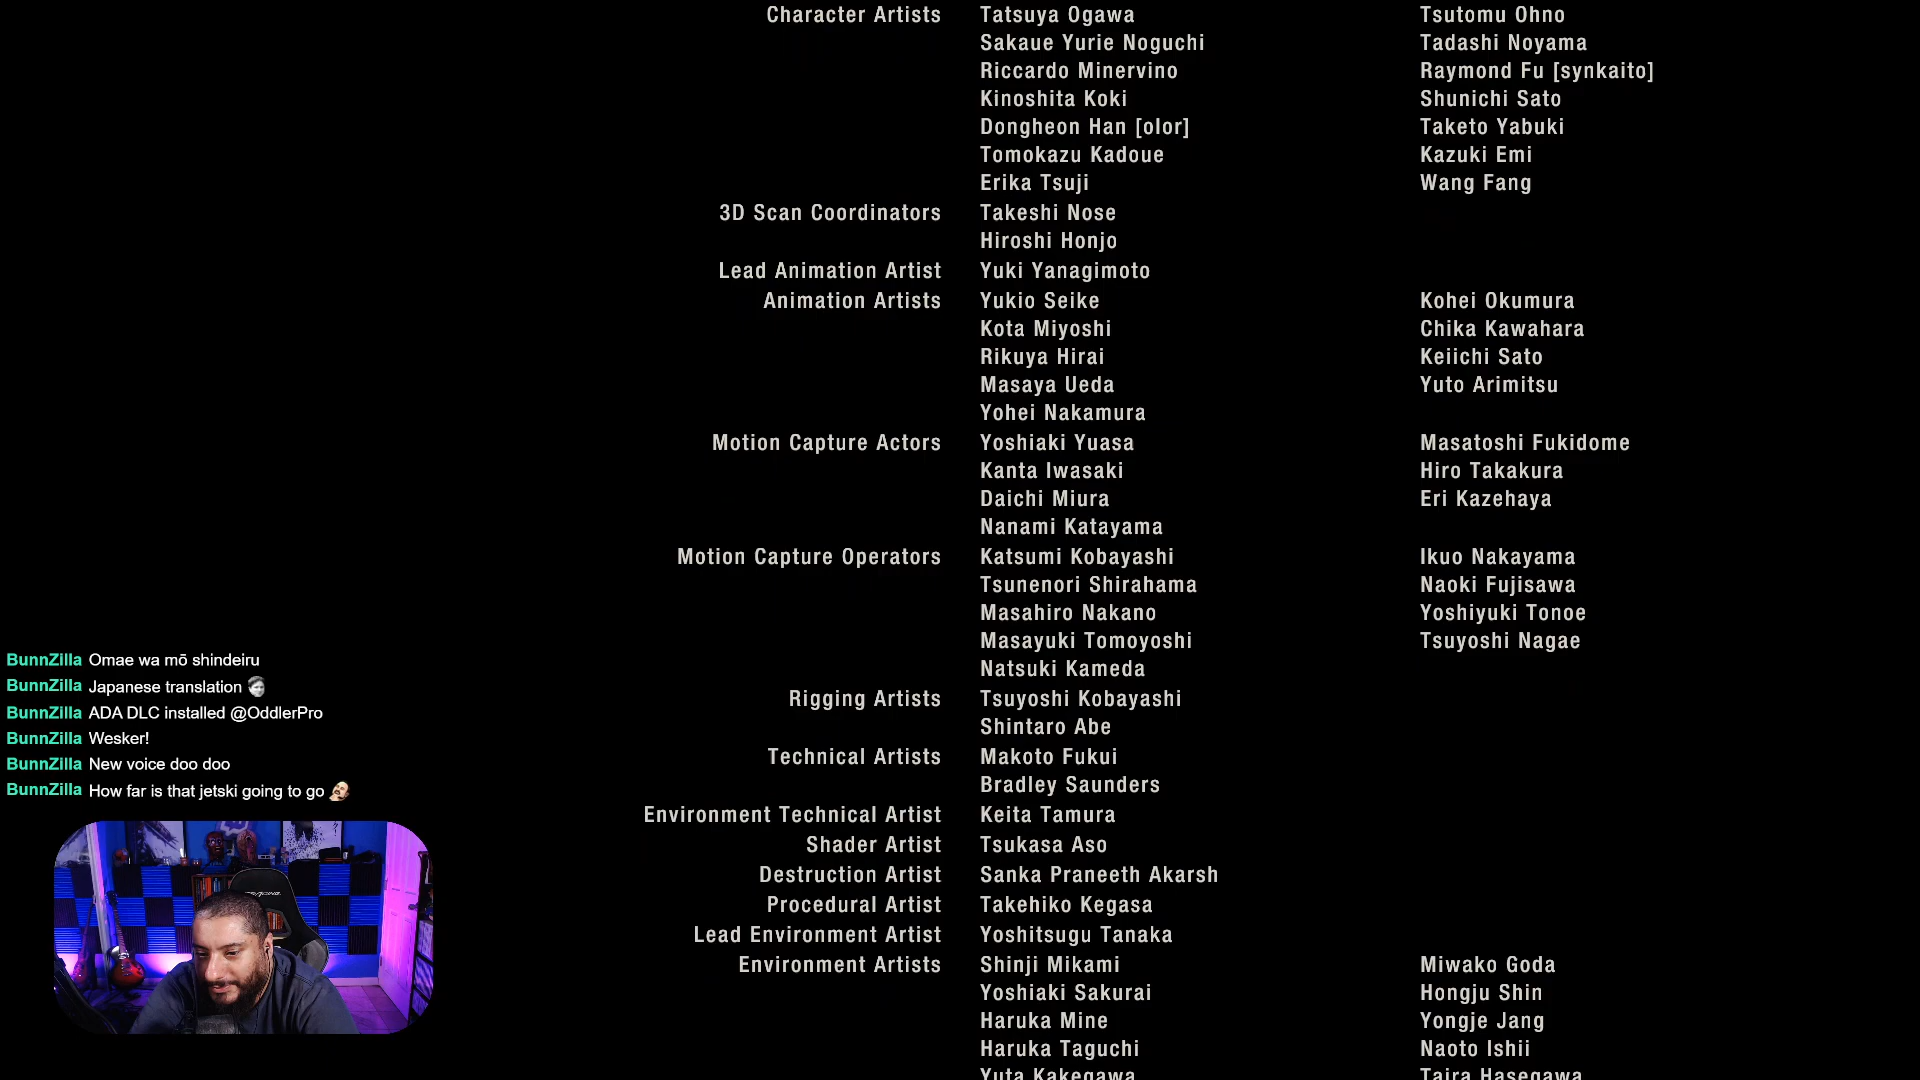 Character Artists Tatsuya Ogawa Tsutomu Ohno
Sakaue Yurie Noguchi Tadashi Noyama
Riccardo Minervino Raymond Fu [synkaito]
Kinoshita Koki Shunichi Sato
Dongheon Han [olor] Taketo Yabuki
Tomokazu Kadoue Kazuki Emi
Erika Tsuji Wang Fang
3D Scan Coordinators Takeshi Nose
Hiroshi Honjo
Lead Animation Artist Yuki Yanagimoto
Animation Artists Yukio Seike Kohei Okumura
Kota Miyoshi Chika Kawahara
Rikuya Hirai Keiichi Sato
Masaya Ueda Yuto Arimitsu
Yohei Nakamura
Motion Capture Actors Yoshiaki Yuasa Masatoshi Fukidome
Kanta Iwasaki Hiro Takakura
Daichi Miura Eri Kazehaya
Nanami Katayama
Motion Capture Operators Katsumi Kobayashi Ikuo Nakayama
Tsunenori Shirahama Naoki Fujisawa
Masahiro Nakano Yoshiyuki Tonoe
Masayuki Tomoyoshi Tsuyoshi Nagae
Natsuki Kameda
Rigging Artists Tsuyoshi Kobayashi
Shintaro Abe
Technical Artists Makoto Fukui
Bradley Saunders
Environment Technical Artist Keita Tamura
Shader Artist Tsukasa Aso
Destruction Artist Sanka Praneeth Akarsh
Procedural Artist Takehiko Kegasa
Lead Environment Artist Yoshitsugu Tanaka
Environment Artists Shinji Mikami Miwako Goda
Yoshiaki Sakurai Hongju Shin
Haruka Mine Yongje Jang
Haruka Taguchi Naoto Ishii
Yuta Kakegawa Taira Hasegawa
BunnZilla Omae wa mō shindeiru
BunnZilla Japanese translation
BunnZilla ADA DLC installed @OddlerPro
BunnZilla Wesker!
BunnZilla New voice doo doo
BunnZilla How far is that jetski going to go